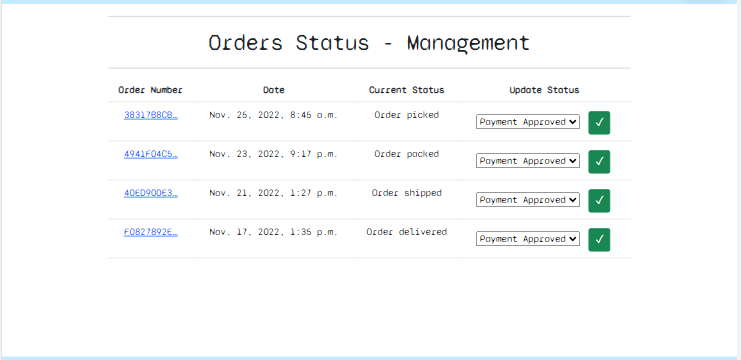 Orders Status - Management
Order Number Date Current Status Update Status
3831788CB… Nov. 25, 2022, 8:45 a.m. Order picked Payment Approved ✓
4941F04C5… Nov. 23, 2022, 9:17 p.m. Order packed Payment Approved ✓
40ED900E3… Nov. 21, 2022, 1:27 p.m. Order shipped Payment Approved ✓
F0827892E… Nov. 17, 2022, 1:35 p.m. Order delivered Payment Approved ✓